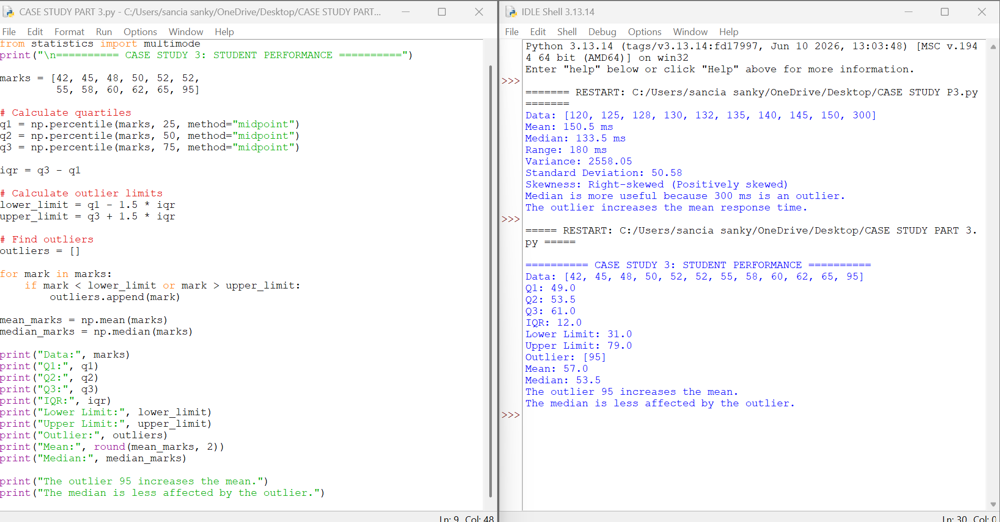 CASE STUDY PART 3.py - C:/Users/sancia sanky/OneDrive/Desktop/CASE STUDY PART...
File Edit Format Run Options Window Help
from statistics import multimode
print("\n========== CASE STUDY 3: STUDENT PERFORMANCE ==========")
marks = [42, 45, 48, 50, 52, 52,
         55, 58, 60, 62, 65, 95]
# Calculate quartiles
q1 = np.percentile(marks, 25, method="midpoint")
q2 = np.percentile(marks, 50, method="midpoint")
q3 = np.percentile(marks, 75, method="midpoint")
iqr = q3 - q1
# Calculate outlier limits
lower_limit = q1 - 1.5 * iqr
upper_limit = q3 + 1.5 * iqr
# Find outliers
outliers = []
for mark in marks:
    if mark < lower_limit or mark > upper_limit:
        outliers.append(mark)
mean_marks = np.mean(marks)
median_marks = np.median(marks)
print("Data:", marks)
print("Q1:", q1)
print("Q2:", q2)
print("Q3:", q3)
print("IQR:", iqr)
print("Lower Limit:", lower_limit)
print("Upper Limit:", upper_limit)
print("Outlier:", outliers)
print("Mean:", round(mean_marks, 2))
print("Median:", median_marks)
print("The outlier 95 increases the mean.")
print("The median is less affected by the outlier.")
Ln: 9 Col: 48
IDLE Shell 3.13.14
File Edit Shell Debug Options Window Help
Python 3.13.14 (tags/v3.13.14:fd17997, Jun 10 2026, 13:03:48) [MSC v.194
4 64 bit (AMD64)] on win32
Enter "help" below or click "Help" above for more information.
>>>
======= RESTART: C:/Users/sancia sanky/OneDrive/Desktop/CASE STUDY P3.py
=======
Data: [120, 125, 128, 130, 132, 135, 140, 145, 150, 300]
Mean: 150.5 ms
Median: 133.5 ms
Range: 180 ms
Variance: 2558.05
Standard Deviation: 50.58
Skewness: Right-skewed (Positively skewed)
Median is more useful because 300 ms is an outlier.
The outlier increases the mean response time.
>>>
===== RESTART: C:/Users/sancia sanky/OneDrive/Desktop/CASE STUDY PART 3.
py =====
========== CASE STUDY 3: STUDENT PERFORMANCE ==========
Data: [42, 45, 48, 50, 52, 52, 55, 58, 60, 62, 65, 95]
Q1: 49.0
Q2: 53.5
Q3: 61.0
IQR: 12.0
Lower Limit: 31.0
Upper Limit: 79.0
Outlier: [95]
Mean: 57.0
Median: 53.5
The outlier 95 increases the mean.
The median is less affected by the outlier.
>>>
Ln: 30 Col: 0